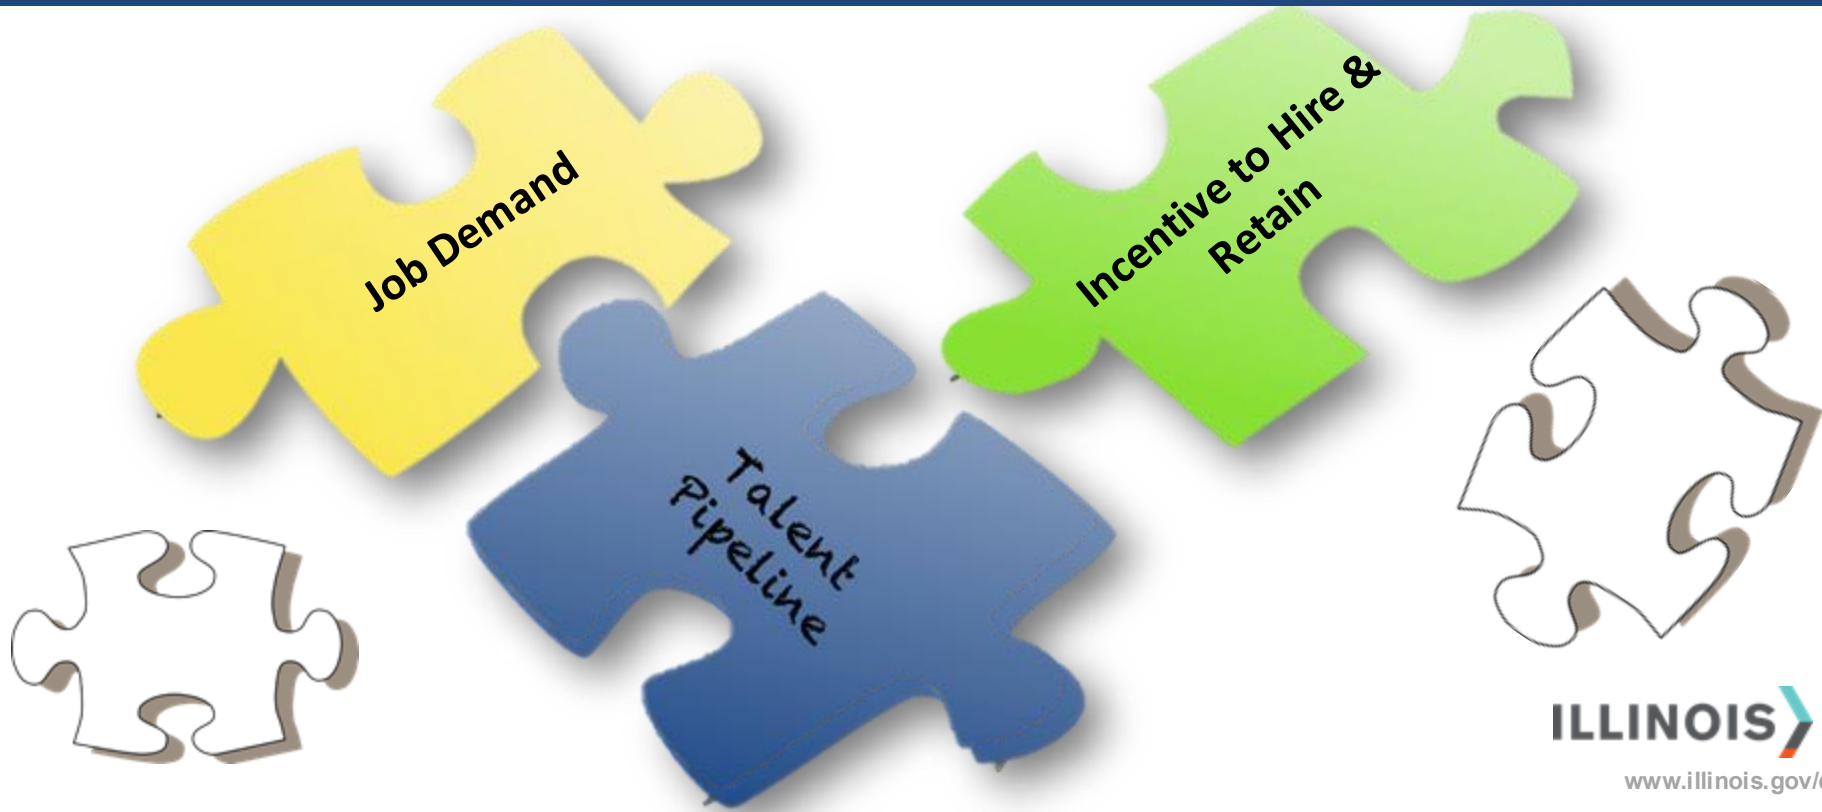 Job Demand
Incentive to Hire &
Retain
Talent
Pipeline
ILLINOIS
www.illinois.gov/